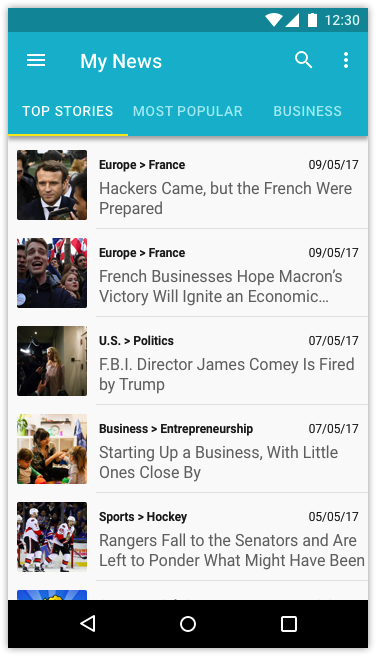 12:30
My News
TOP STORIES MOST POPULAR BUSINESS
Europe > France 09/05/17
Hackers Came, but the French Were
Prepared
Europe > France 09/05/17
French Businesses Hope Macron’s
Victory Will Ignite an Economic…
U.S. > Politics 07/05/17
F.B.I. Director James Comey Is Fired
by Trump
Business > Entrepreneurship 07/05/17
Starting Up a Business, With Little
Ones Close By
Sports > Hockey 05/05/17
Rangers Fall to the Senators and Are
Left to Ponder What Might Have Been